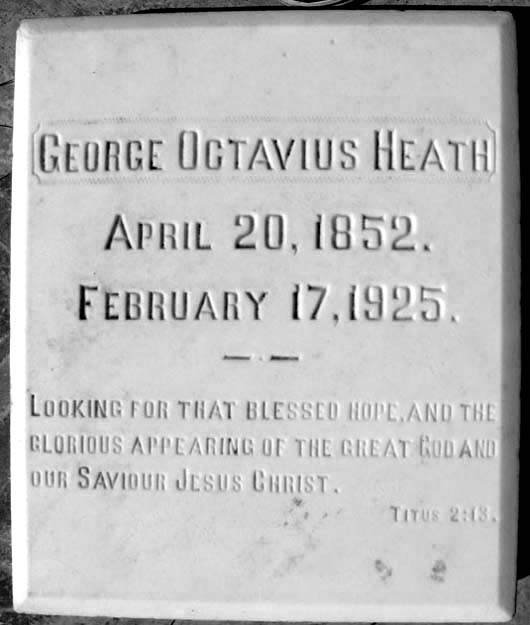 GEORGE OCTAVIUS HEATH
APRIL 20, 1852.
FEBRUARY 17, 1925.
LOOKING FOR THAT BLESSED HOPE, AND THE
GLORIOUS APPEARING OF THE GREAT GOD AND
OUR SAVIOUR JESUS CHRIST.
TITUS 2:13.